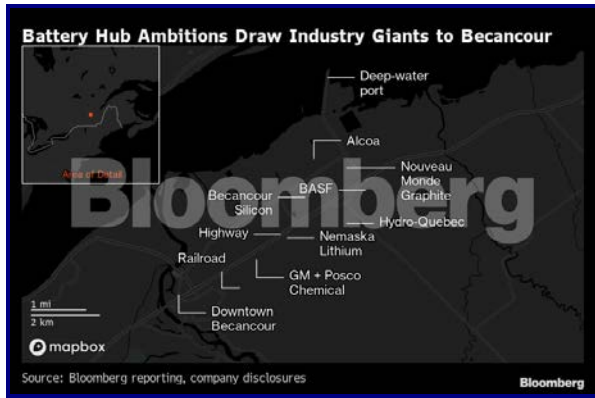 Battery Hub Ambitions Draw Industry Giants to Becancour
Deep-water
port
Area of Detail
Alcoa
Nouveau
Monde
Graphite
BASF
Becancour
Silicon
Bloomberg
Hydro-Quebec
Highway
Nemaska
Lithium
Railroad
GM + Posco
Chemical
1 mi
2 km
Downtown
Becancour
mapbox
Source: Bloomberg reporting, company disclosures
Bloomberg